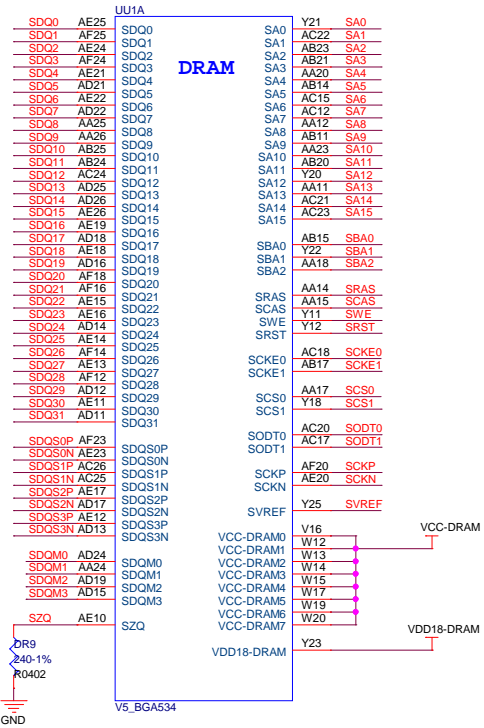 UU1A
DRAM
SDQ0 AE25 SDQ0 SA0 Y21 SA0
SDQ1 AF25 SDQ1 SA1 AC22 SA1
SDQ2 AE24 SDQ2 SA2 AB23 SA2
SDQ3 AF24 SDQ3 SA3 AB21 SA3
SDQ4 AE21 SDQ4 SA4 AA20 SA4
SDQ5 AD21 SDQ5 SA5 AB14 SA5
SDQ6 AE22 SDQ6 SA6 AC15 SA6
SDQ7 AD22 SDQ7 SA7 AC12 SA7
SDQ8 AA25 SDQ8 SA8 AA12 SA8
SDQ9 AA26 SDQ9 SA9 AB11 SA9
SDQ10 AB25 SDQ10 SA10 AA23 SA10
SDQ11 AB24 SDQ11 SA11 AB20 SA11
SDQ12 AC24 SDQ12 SA12 Y20 SA12
SDQ13 AD25 SDQ13 SA13 AA11 SA13
SDQ14 AD26 SDQ14 SA14 AC21 SA14
SDQ15 AE26 SDQ15 SA15 AC23 SA15
SDQ16 AE19 SDQ16
SDQ17 AD18 SDQ17 SBA0 AB15 SBA0
SDQ18 AE18 SDQ18 SBA1 Y22 SBA1
SDQ19 AD16 SDQ19 SBA2 AA18 SBA2
SDQ20 AF18 SDQ20
SDQ21 AF16 SDQ21 SRAS AA14 SRAS
SDQ22 AE15 SDQ22 SCAS AA15 SCAS
SDQ23 AE16 SDQ23 SWE Y11 SWE
SDQ24 AD14 SDQ24 SRST Y12 SRST
SDQ25 AE14 SDQ25
SDQ26 AF14 SDQ26 SCKE0 AC18 SCKE0
SDQ27 AE13 SDQ27 SCKE1 AB17 SCKE1
SDQ28 AF12 SDQ28
SDQ29 AD12 SDQ29 SCS0 AA17 SCS0
SDQ30 AE11 SDQ30 SCS1 Y18 SCS1
SDQ31 AD11 SDQ31
SODT0 AC20 SODT0
SDQS0P AF23 SDQS0P SODT1 AC17 SODT1
SDQS0N AE23 SDQS0N
SDQS1P AC26 SDQS1P SCKP AF20 SCKP
SDQS1N AC25 SDQS1N SCKN AE20 SCKN
SDQS2P AE17 SDQS2P
SDQS2N AD17 SDQS2N SVREF Y25 SVREF
SDQS3P AE12 SDQS3P
SDQS3N AD13 SDQS3N VCC-DRAM0 V16
VCC-DRAM1 W12 VCC-DRAM
SDQM0 AD24 SDQM0 VCC-DRAM2 W13
SDQM1 AA24 SDQM1 VCC-DRAM3 W14
SDQM2 AD19 SDQM2 VCC-DRAM4 W15
SDQM3 AD15 SDQM3 VCC-DRAM5 W17
VCC-DRAM6 W19
SZQ AE10 SZQ VCC-DRAM7 W20
VDD18-DRAM Y23 VDD18-DRAM
DR9
240-1%
R0402
GND
V5_BGA534